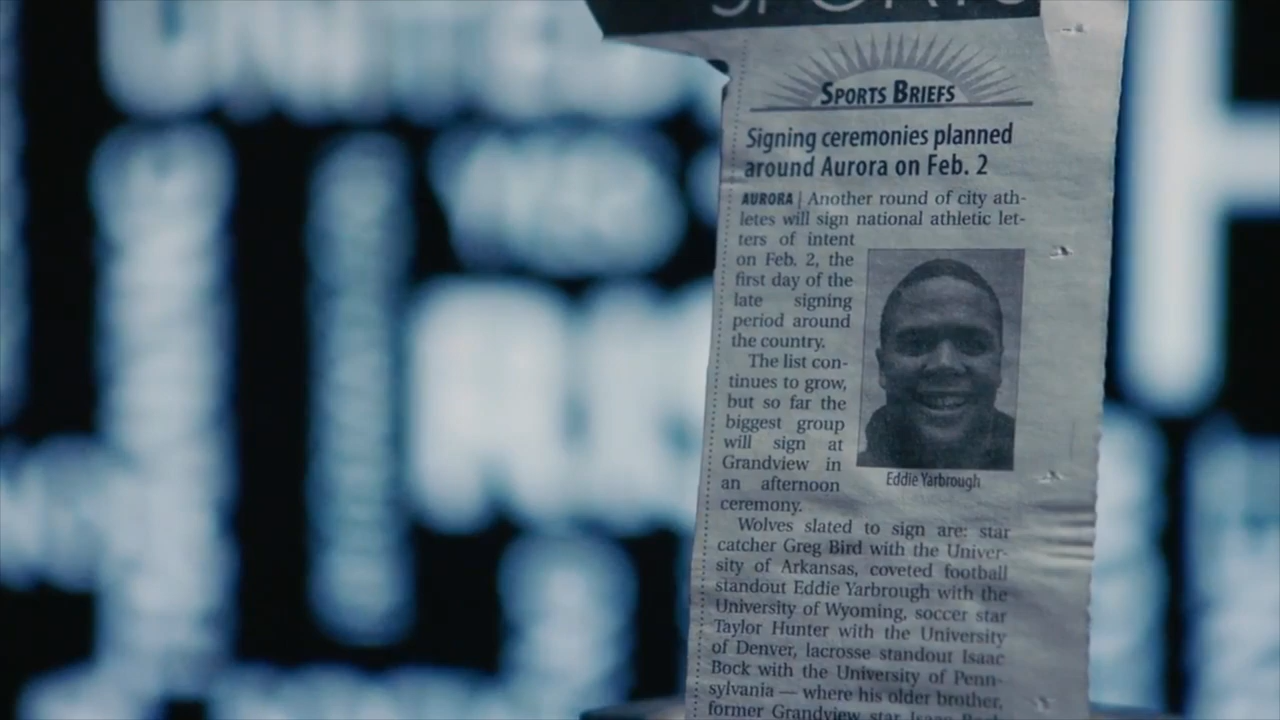 SPORTS
SPORTS BRIEFS
Signing ceremonies planned
around Aurora on Feb. 2
AURORA | Another round of city ath-
letes will sign national athletic let-
ters of intent
on Feb. 2, the
first day of the
late signing
period around
the country.
The list con-
tinues to grow,
but so far the
biggest group
will sign at
Grandview in
an afternoon
ceremony.
Eddie Yarbrough
Wolves slated to sign are: star
catcher Greg Bird with the Univer-
sity of Arkansas, coveted football
standout Eddie Yarbrough with the
University of Wyoming, soccer star
Taylor Hunter with the University
of Denver, lacrosse standout Isaac
Bock with the University of Penn-
sylvania — where his older brother,
former Grandview star Isaac Bock